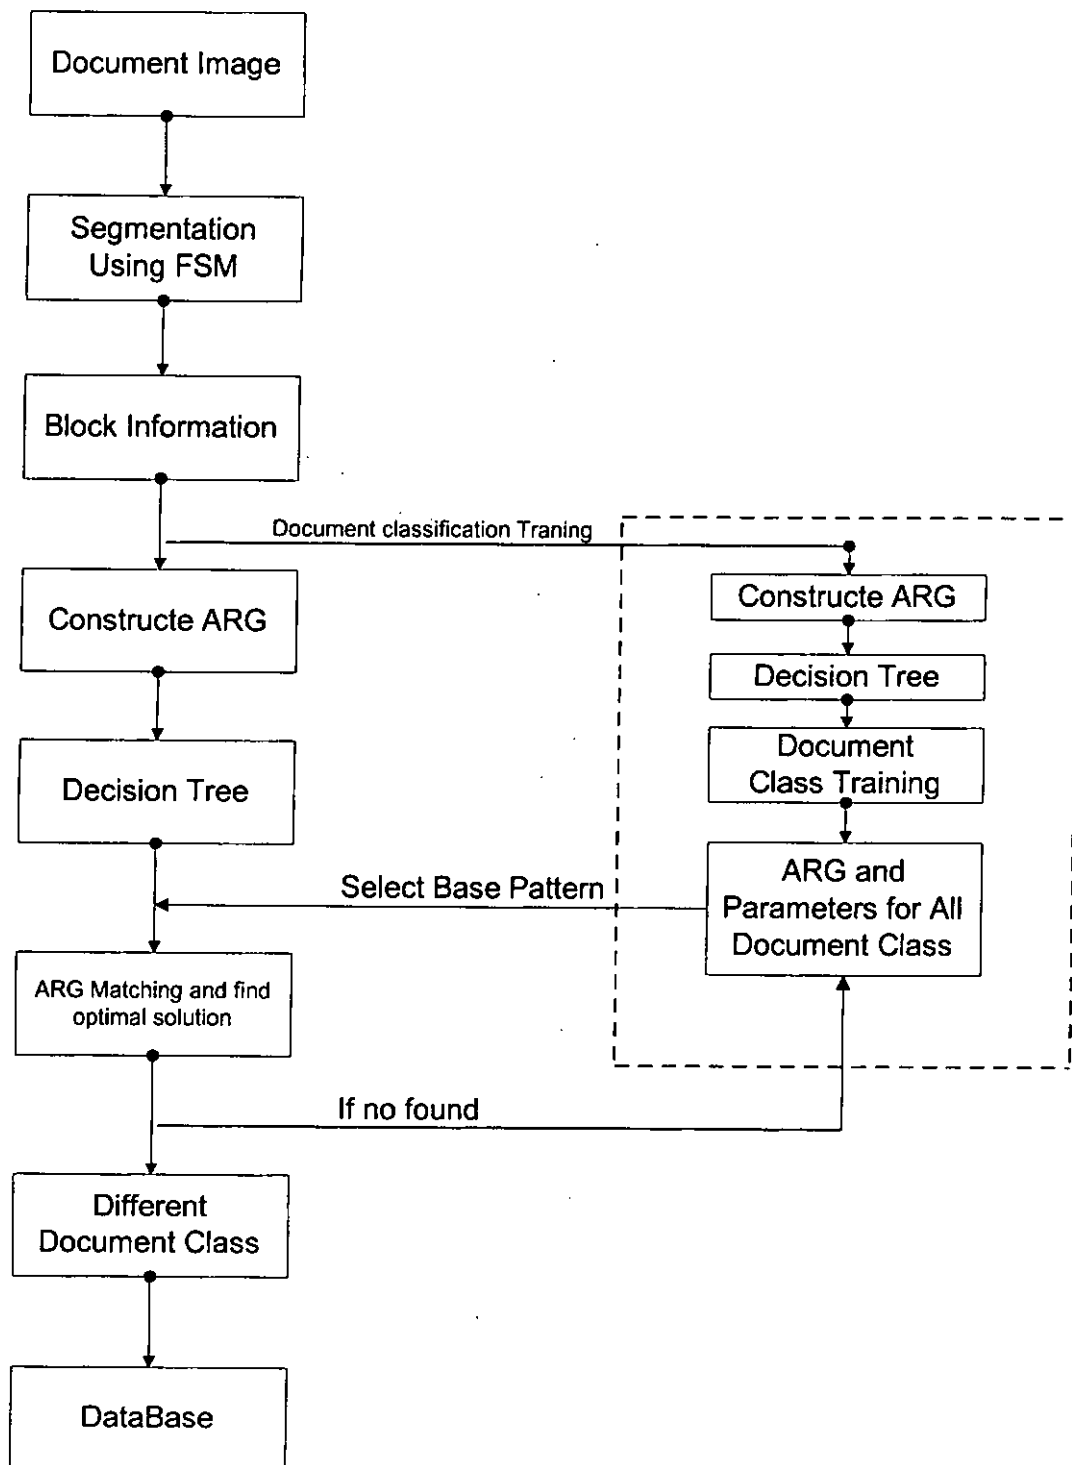 Document Image
Segmentation
Using FSM
Block Information
Document classification Traning
Constructe ARG
Decision Tree
Constructe ARG
Decision Tree
Document
Class Training
ARG and
Parameters for All
Document Class
Select Base Pattern
ARG Matching and find
optimal solution
If no found
Different
Document Class
DataBase